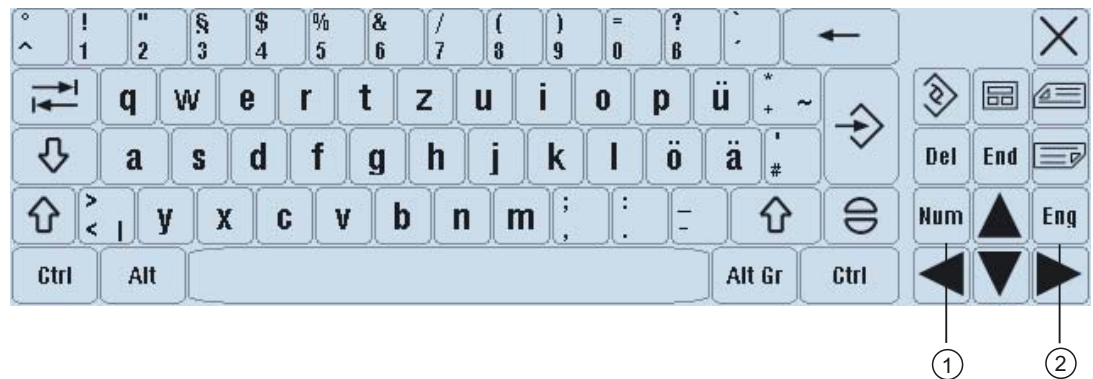 ° ! " § $ % & / ( ) = ? `
^ 1 2 3 4 5 6 7 8 9 0 ß ´
q w e r t z u i o p ü * + ~
a s d f g h j k l ö ä ' # Del End
> < | y x c v b n m ; , : . _ - Num Eng
Ctrl Alt Alt Gr Ctrl
1 2